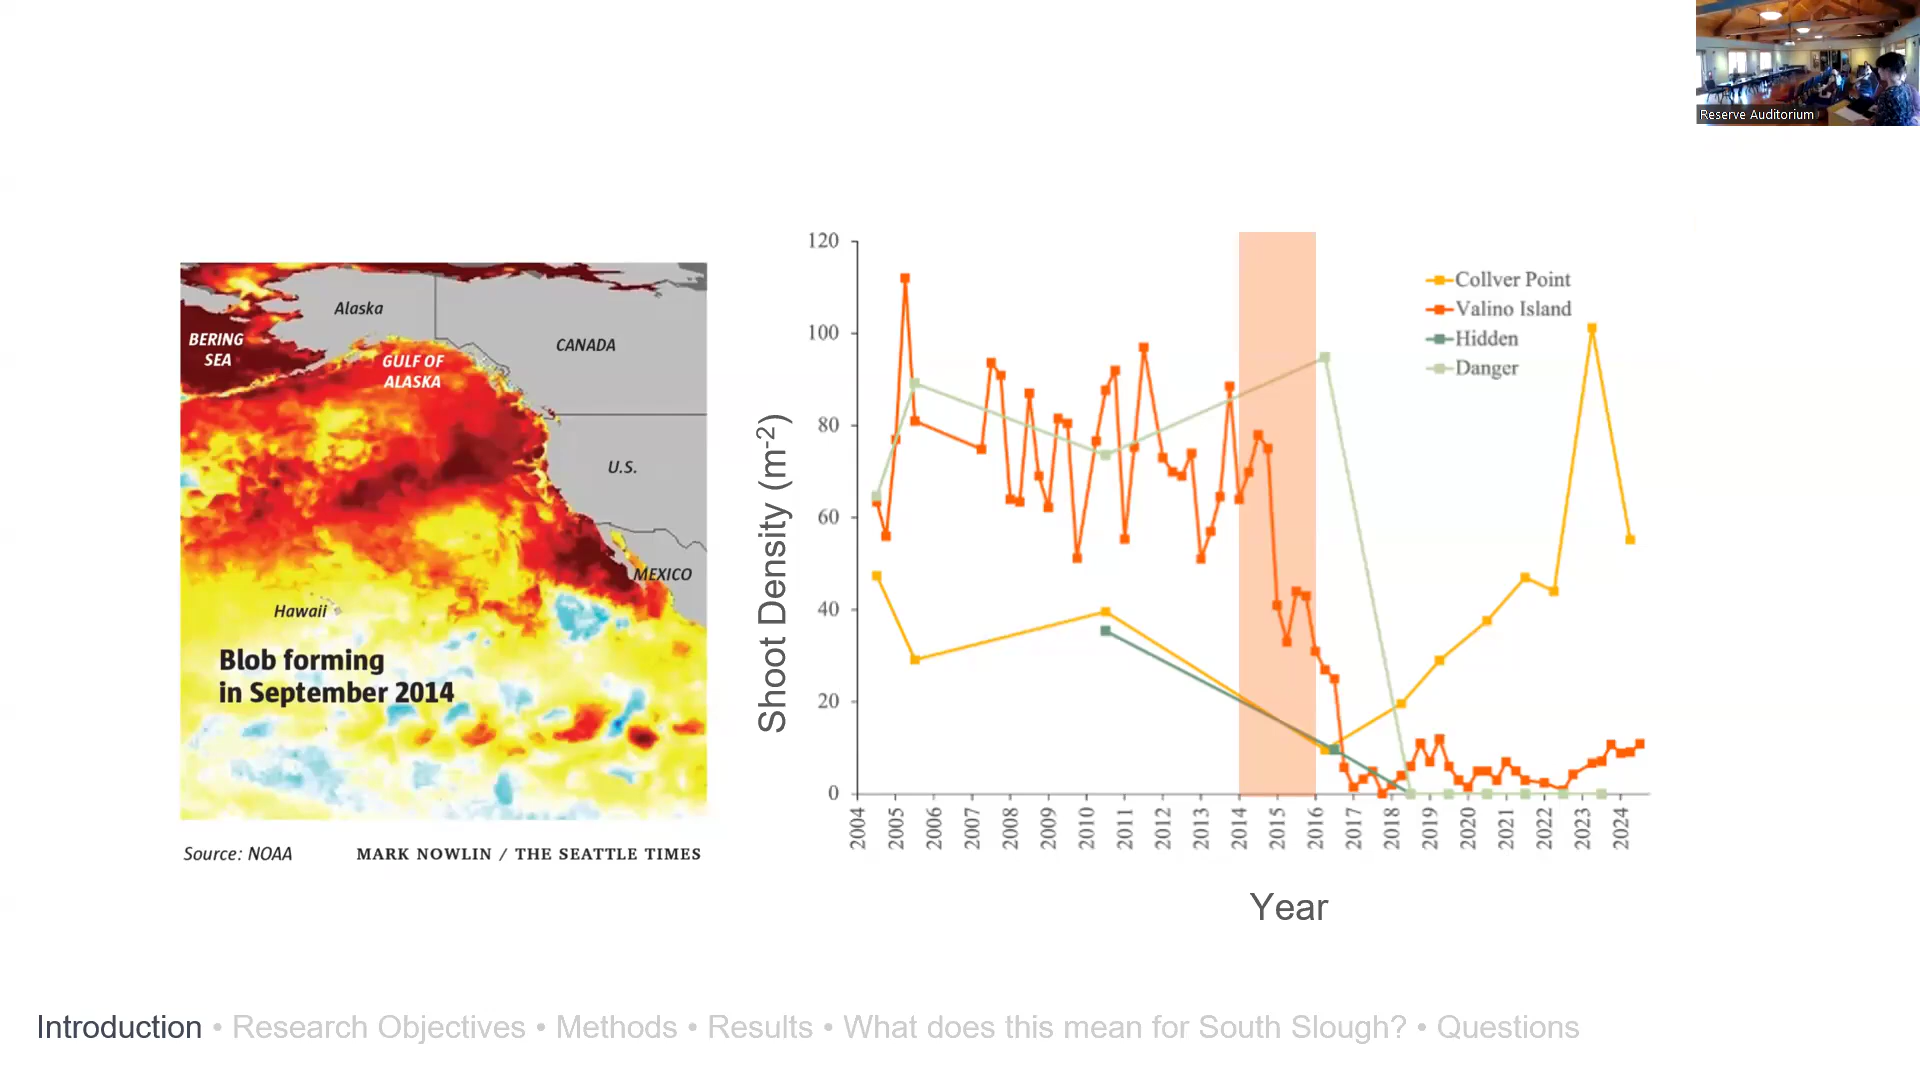 Reserve Auditorium
Alaska
BERING
SEA
GULF OF
ALASKA
CANADA
U.S.
MEXICO
Hawaii
Blob forming
in September 2014
Source: NOAA
MARK NOWLIN / THE SEATTLE TIMES
Shoot Density (m-2)
120
100
80
60
40
20
0
Collver Point
Valino Island
Hidden
Danger
2004
2005
2006
2007
2008
2009
2010
2011
2012
2013
2014
2015
2016
2017
2018
2019
2020
2021
2022
2023
2024
Year
Introduction • Research Objectives • Methods • Results • What does this mean for South Slough? • Questions